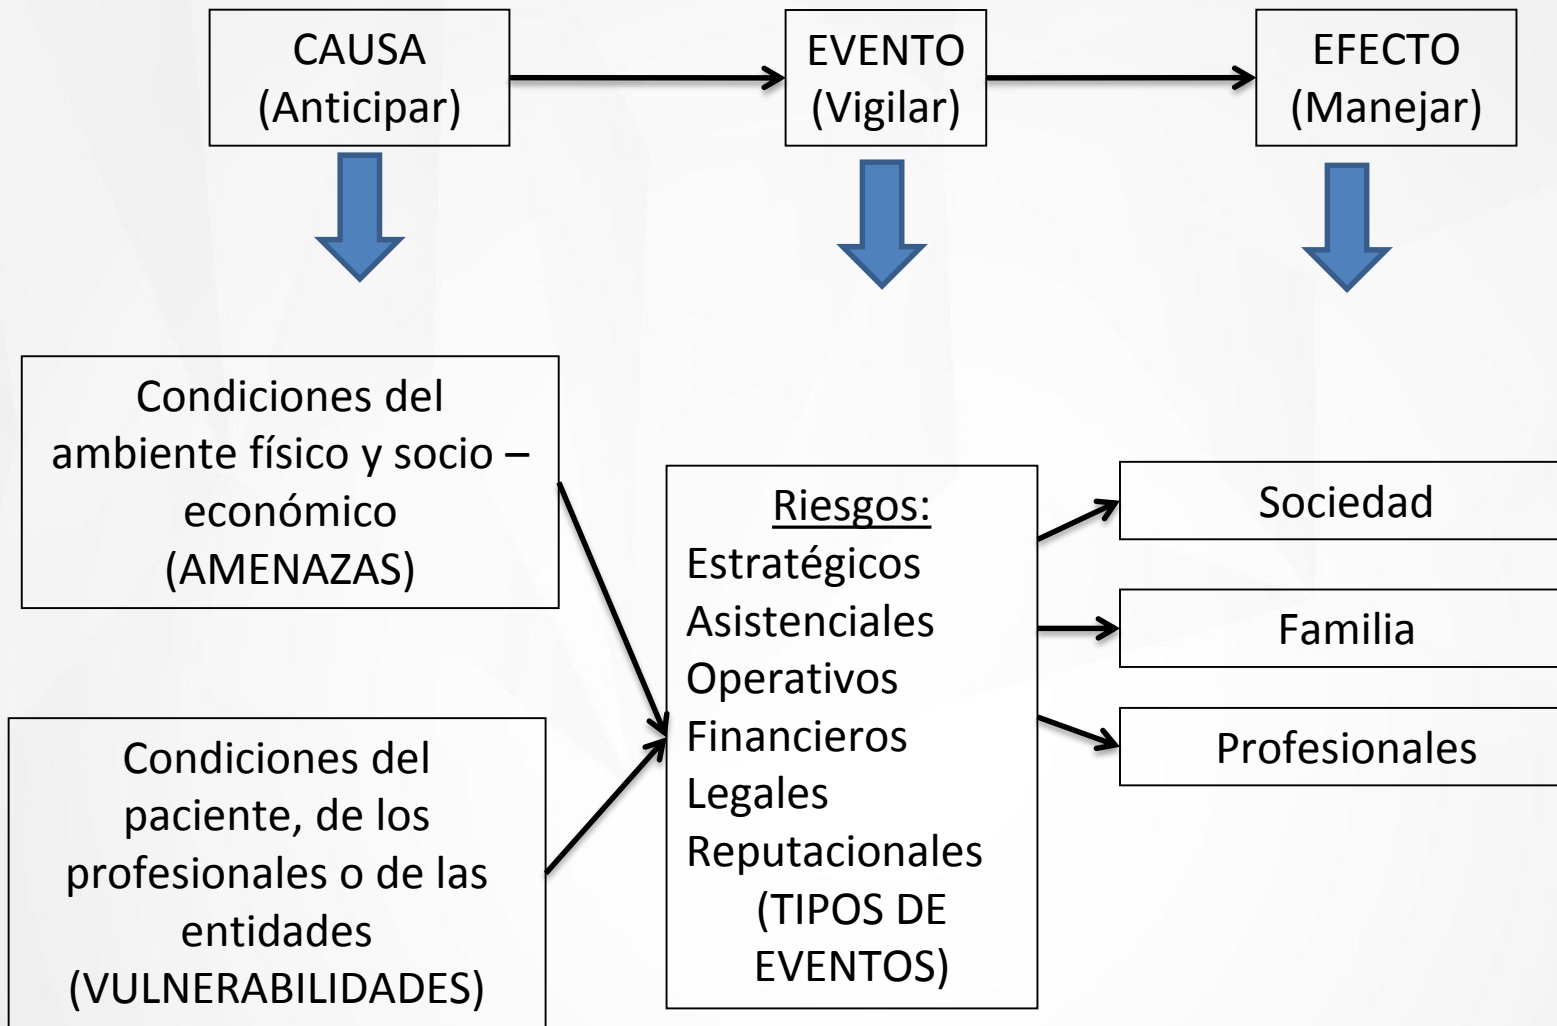 CAUSA
(Anticipar)
EVENTO
(Vigilar)
EFECTO
(Manejar)
Condiciones del
ambiente físico y socio –
económico
(AMENAZAS)
Condiciones del
paciente, de los
profesionales o de las
entidades
(VULNERABILIDADES)
Riesgos:
Estratégicos
Asistenciales
Operativos
Financieros
Legales
Reputacionales
(TIPOS DE
EVENTOS)
Sociedad
Familia
Profesionales